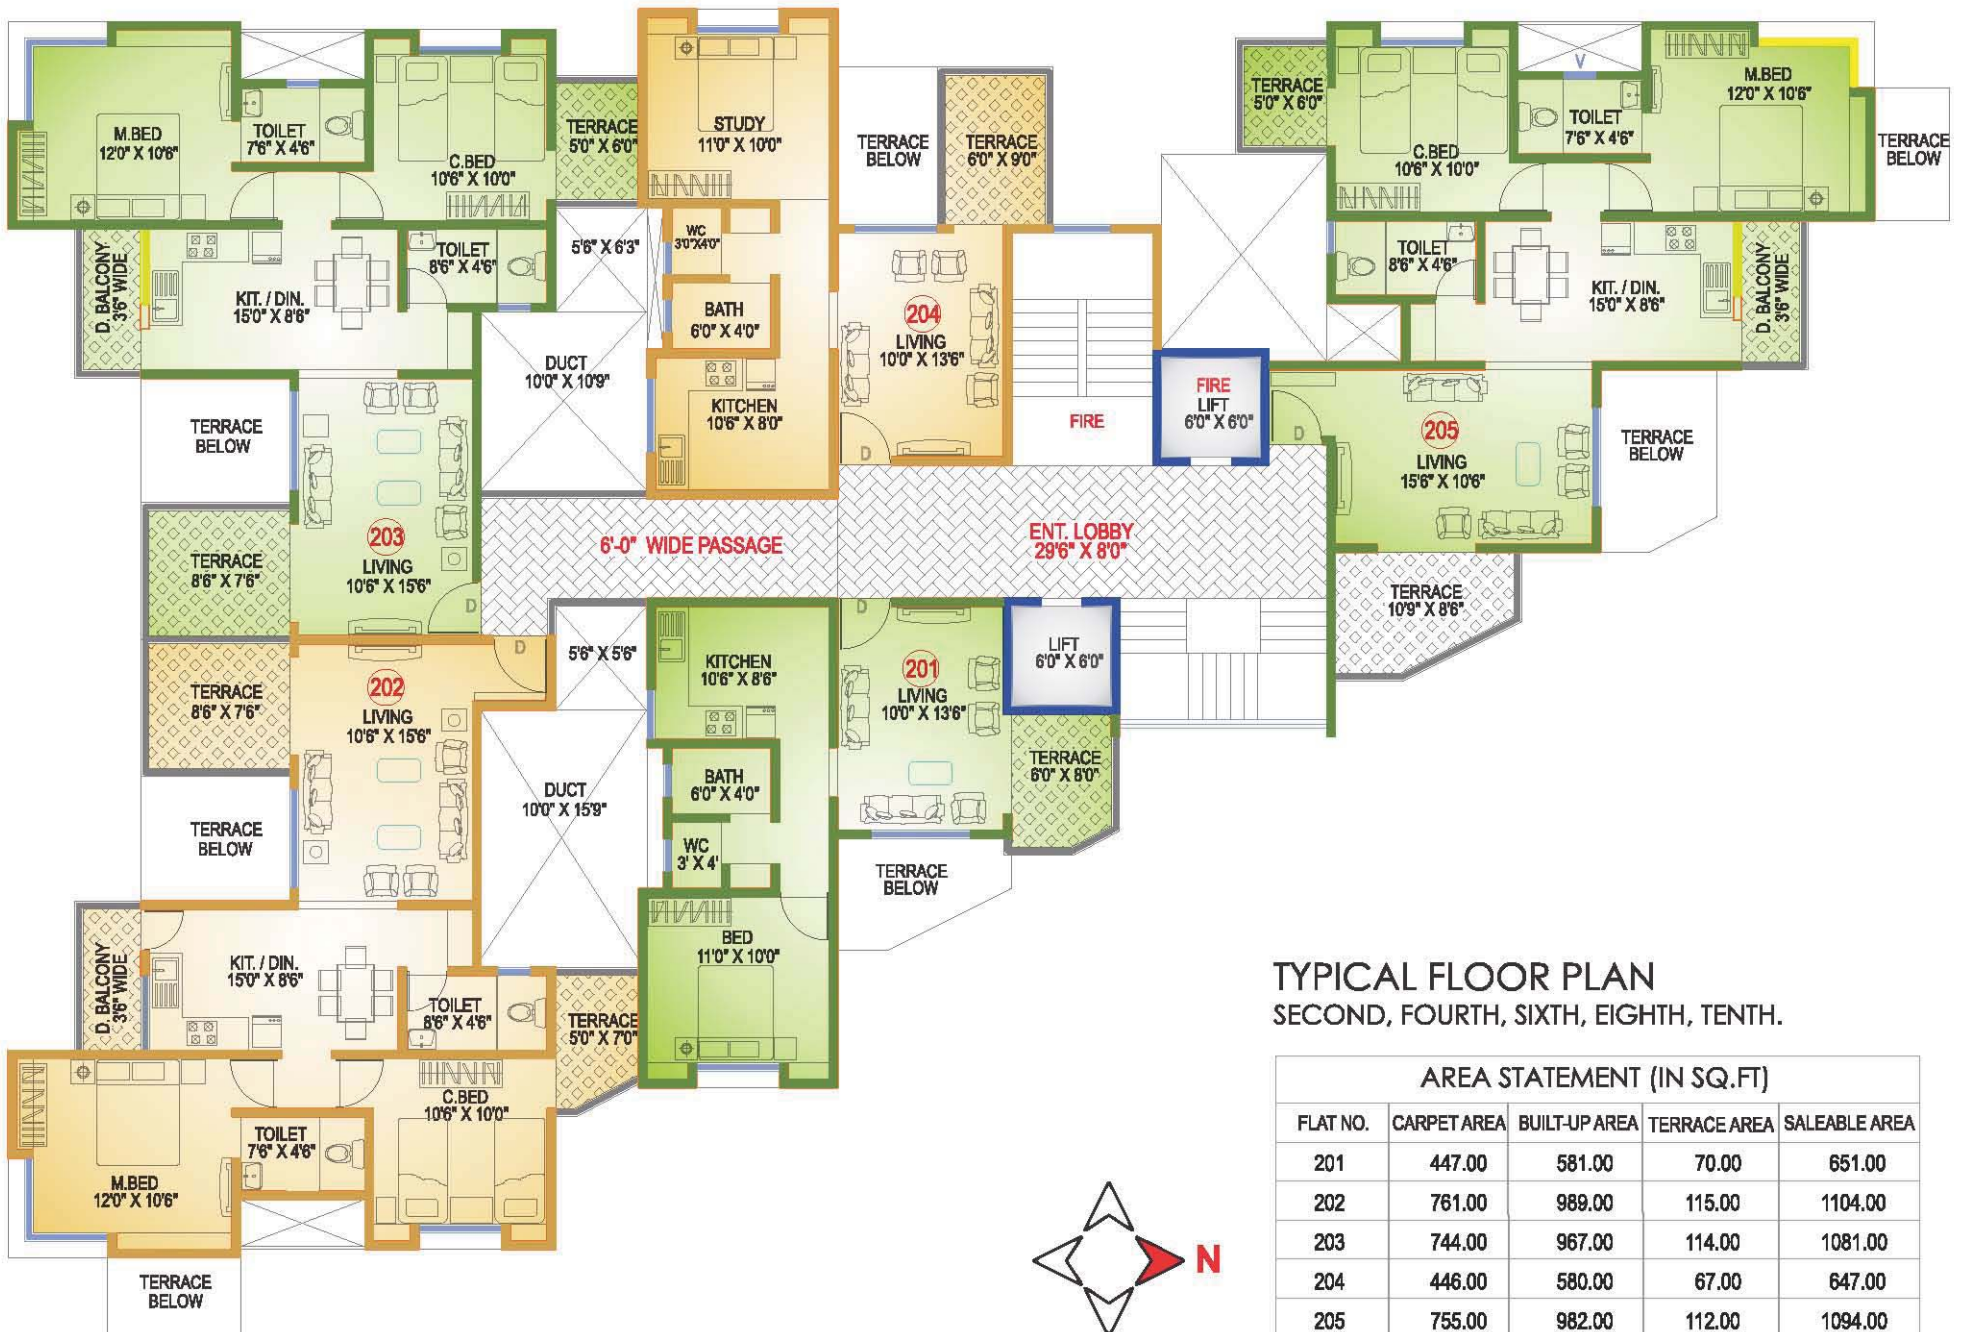 M.BED
12'0" X 10'6"
TOILET
7'6" X 4'6"
C.BED
10'6" X 10'0"
TERRACE
5'0" X 6'0"
D. BALCONY
3'6" WIDE
KIT. / DIN.
15'0" X 8'6"
TOILET
8'6" X 4'6"
5'6" X 6'3"
DUCT
10'0" X 10'9"
TERRACE
BELOW
TERRACE
8'6" X 7'6"
203
LIVING
10'6" X 15'6"
D
STUDY
11'0" X 10'0"
WC
3'0"X4'0"
BATH
6'0" X 4'0"
KITCHEN
10'6" X 8'0"
TERRACE
BELOW
TERRACE
6'0" X 9'0"
204
LIVING
10'0" X 13'6"
D
FIRE
FIRE
LIFT
6'0" X 6'0"
TERRACE
5'0" X 6'0"
C.BED
10'6" X 10'0"
V
TOILET
7'6" X 4'6"
M.BED
12'0" X 10'6"
TERRACE
BELOW
TOILET
8'6" X 4'6"
KIT. / DIN.
15'0" X 8'6"
D. BALCONY
3'6" WIDE
D
205
LIVING
15'6" X 10'6"
TERRACE
BELOW
TERRACE
10'9" X 8'6"
6'-0" WIDE PASSAGE
ENT. LOBBY
29'6" X 8'0"
TERRACE
8'6" X 7'6"
202
LIVING
10'6" X 15'6"
D
TERRACE
BELOW
5'6" X 5'6"
DUCT
10'0" X 15'9"
D. BALCONY
3'6" WIDE
KIT. / DIN.
15'0" X 8'6"
TOILET
8'6" X 4'6"
TERRACE
5'0" X 7'0"
C.BED
10'6" X 10'0"
TOILET
7'6" X 4'6"
M.BED
12'0" X 10'6"
TERRACE
BELOW
KITCHEN
10'6" X 8'6"
BATH
6'0" X 4'0"
WC
3' X 4'
BED
11'0" X 10'0"
D
201
LIVING
10'0" X 13'6"
LIFT
6'0" X 6'0"
TERRACE
6'0" X 8'0"
TERRACE
BELOW
N
TYPICAL FLOOR PLAN
SECOND, FOURTH, SIXTH, EIGHTH, TENTH.
AREA STATEMENT (IN SQ.FT)
FLAT NO. CARPET AREA BUILT-UP AREA TERRACE AREA SALEABLE AREA
201 447.00 581.00 70.00 651.00
202 761.00 989.00 115.00 1104.00
203 744.00 967.00 114.00 1081.00
204 446.00 580.00 67.00 647.00
205 755.00 982.00 112.00 1094.00